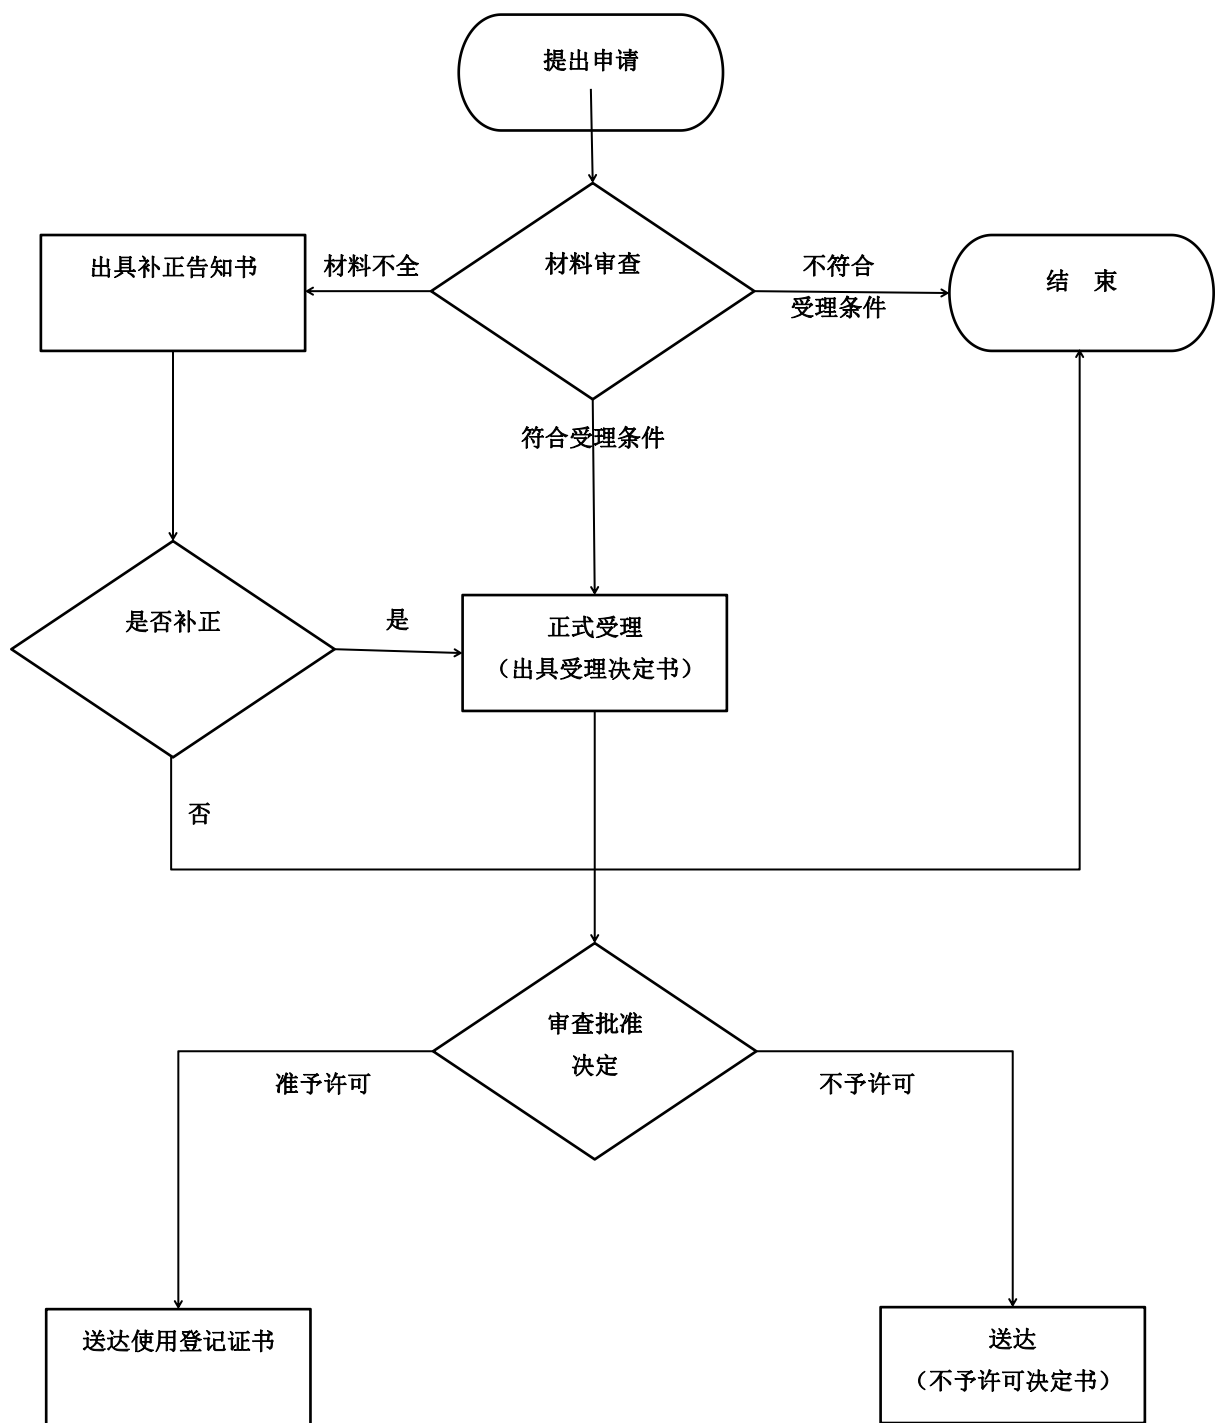 提出申请
出具补正告知书
材料不全
材料审查
不符合
受理条件
结　束
符合受理条件
是否补正
是
正式受理
（出具受理决定书）
否
审查批准
决定
准予许可
不予许可
送达使用登记证书
送达
（不予许可决定书）